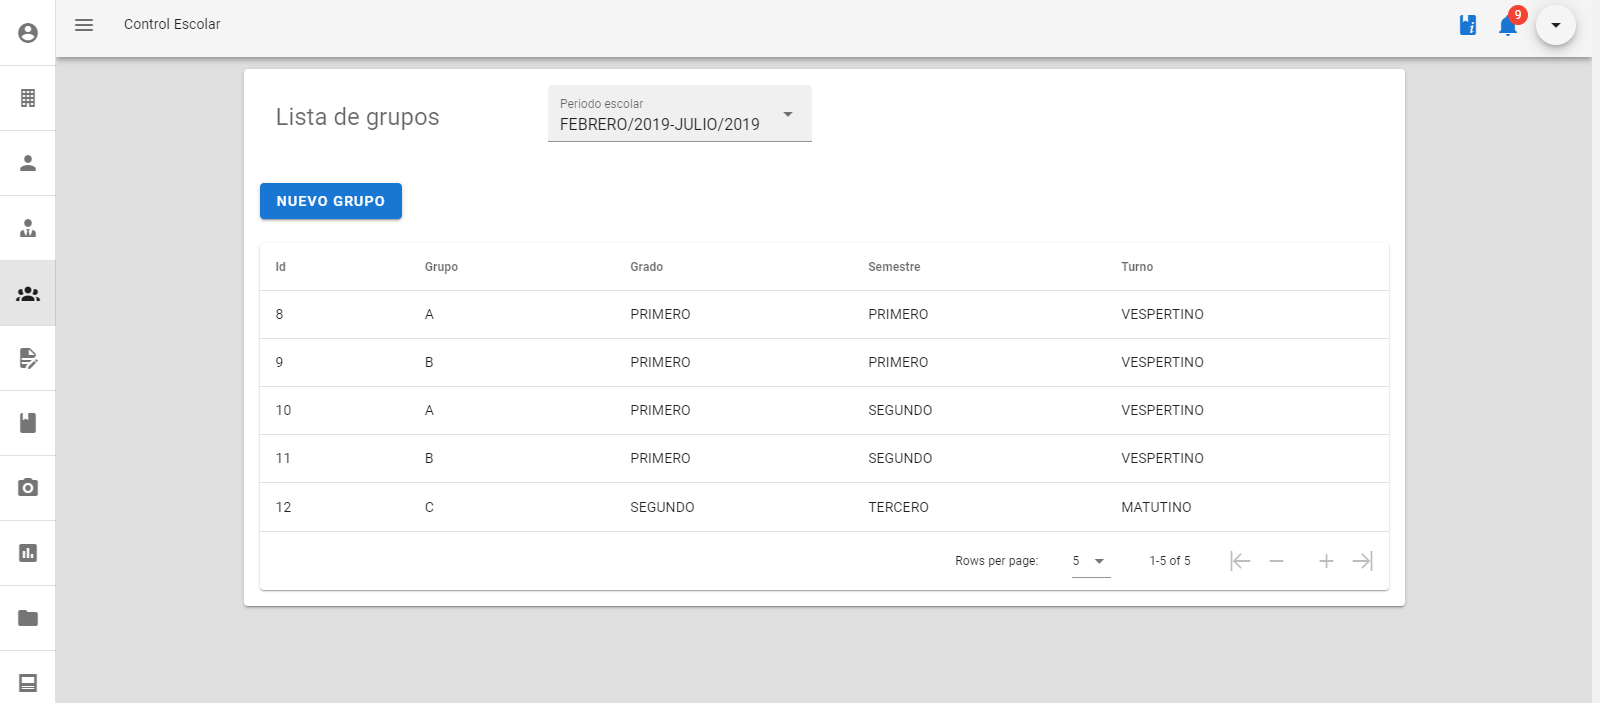 Control Escolar
9
Lista de grupos
Periodo escolar
FEBRERO/2019-JULIO/2019
NUEVO GRUPO
Id Grupo Grado Semestre Turno
8 A PRIMERO PRIMERO VESPERTINO
9 B PRIMERO PRIMERO VESPERTINO
10 A PRIMERO SEGUNDO VESPERTINO
11 B PRIMERO SEGUNDO VESPERTINO
12 C SEGUNDO TERCERO MATUTINO
Rows per page: 5 1-5 of 5